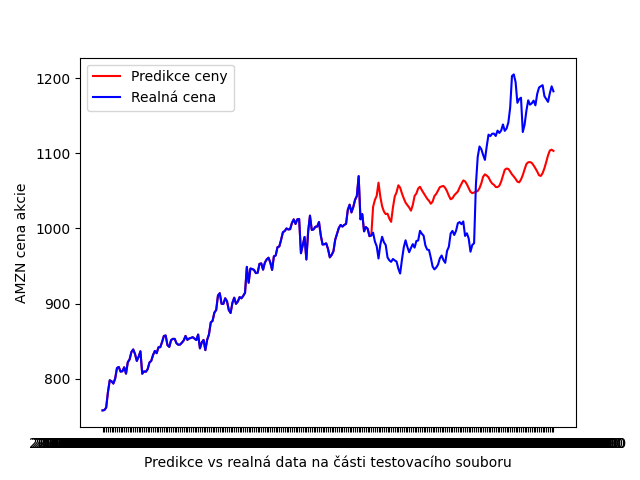 Predikce ceny
Realná cena
1200
1100
1000
900
800
AMZN cena akcie
Predikce vs realná data na části testovacího souboru